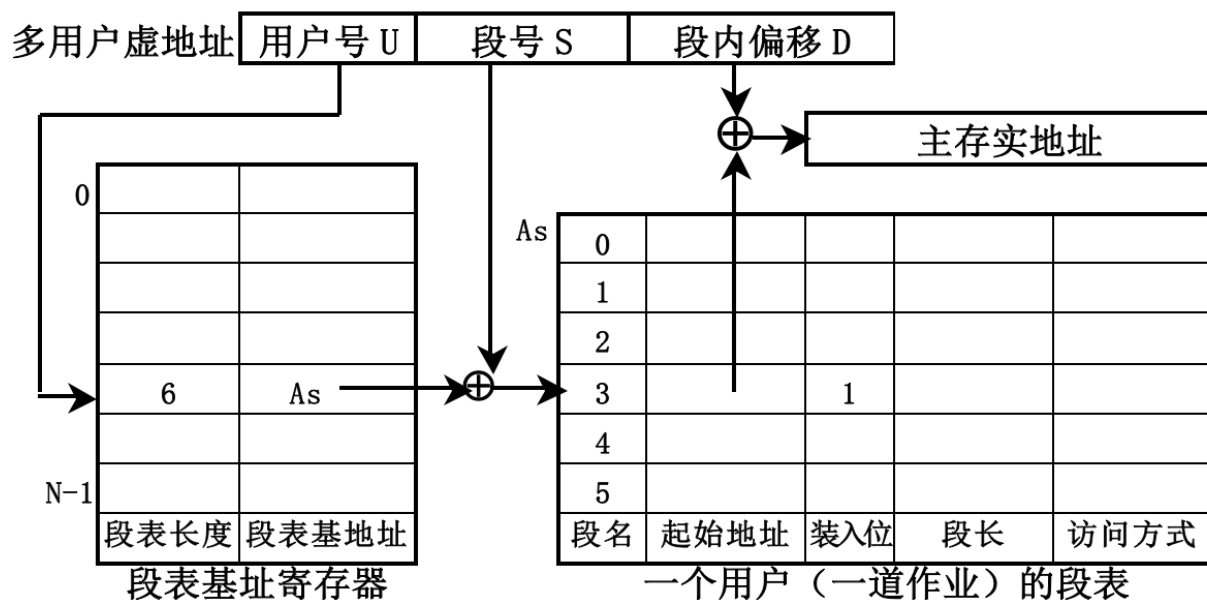 多用户虚地址 用户号 U 段号 S 段内偏移 D
主存实地址
0
As 0
1
2
6 As 3 1
4
N-1 5
段表长度 段表基地址 段名 起始地址 装入位 段长 访问方式
段表基址寄存器 一个用户（一道作业）的段表